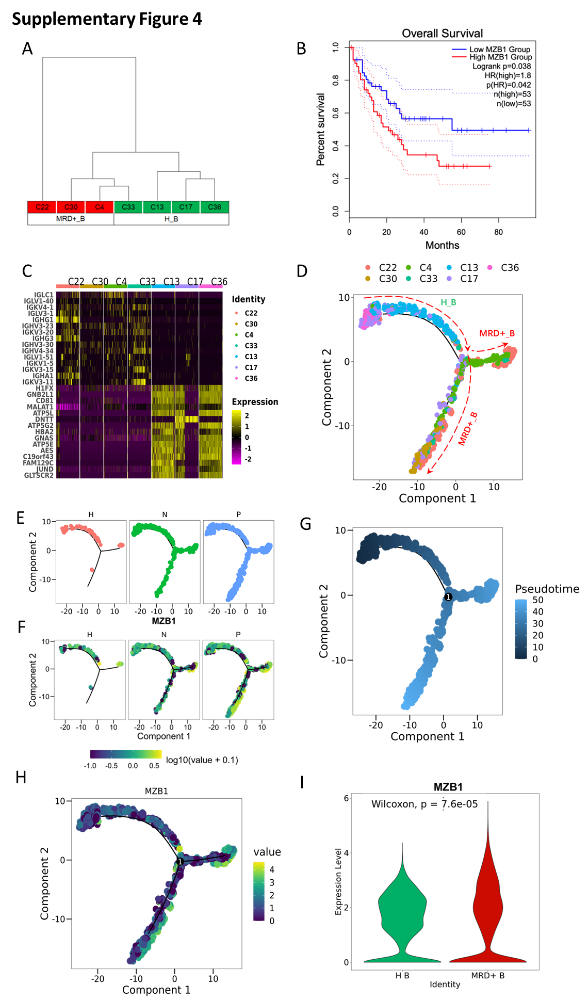 Supplementary Figure 4
A
C22 C30 C4 C33 C13 C17 C36
MRD+_B H_B
B
Overall Survival
Low MZB1 Group
High MZB1 Group
Logrank p=0.038
HR(high)=1.8
p(HR)=0.042
n(high)=53
n(low)=53
Percent survival
1.0
0.8
0.6
0.4
0.2
0.0
0 20 40 60 80
Months
C
C22 C30 C4 C33 C13 C17 C36
IGLC1
IGLV1-40
IGKV4-1
IGLV3-1
IGHG1
IGHV3-23
IGKV3-20
IGHG3
IGHV3-30
IGHV4-34
IGLV1-51
IGKV1-5
IGKV3-15
IGHA1
IGKV3-11
H1FX
GNB2L1
CD81
MALAT1
ATP5L
DNTT
ATP5G2
HBA2
GNAS
ATP5E
AES
C19orf43
FAM129C
JUND
GLTSCR2
Identity
C22
C30
C4
C33
C13
C17
C36
Expression
2
1
0
-1
-2
D
C22 C4 C13 C36
C30 C33 C17
H_B
MRD+_B
MRD+_B
Component 2
10
0
-10
-20 -10 0 10
Component 1
E
H N P
Component 2
10
0
-10
-20 -10 0 10 -20 -10 0 10 -20 -10 0 10
F
MZB1
H N P
Component 2
10
0
-10
-20 -10 0 10 -20 -10 0 10 -20 -10 0 10
Component 1
-1.0 -0.5 0.0 0.5
log10(value + 0.1)
G
Component 2
10
0
-10
1
-20 -10 0 10
Component 1
Pseudotime
50
40
30
20
10
0
H
MZB1
Component 2
10
0
-10
1
-20 -10 0 10
Component 1
value
4
3
2
1
0
I
MZB1
Wilcoxon, p = 7.6e-05
Expression Level
6
4
2
0
H B MRD+ B
Identity